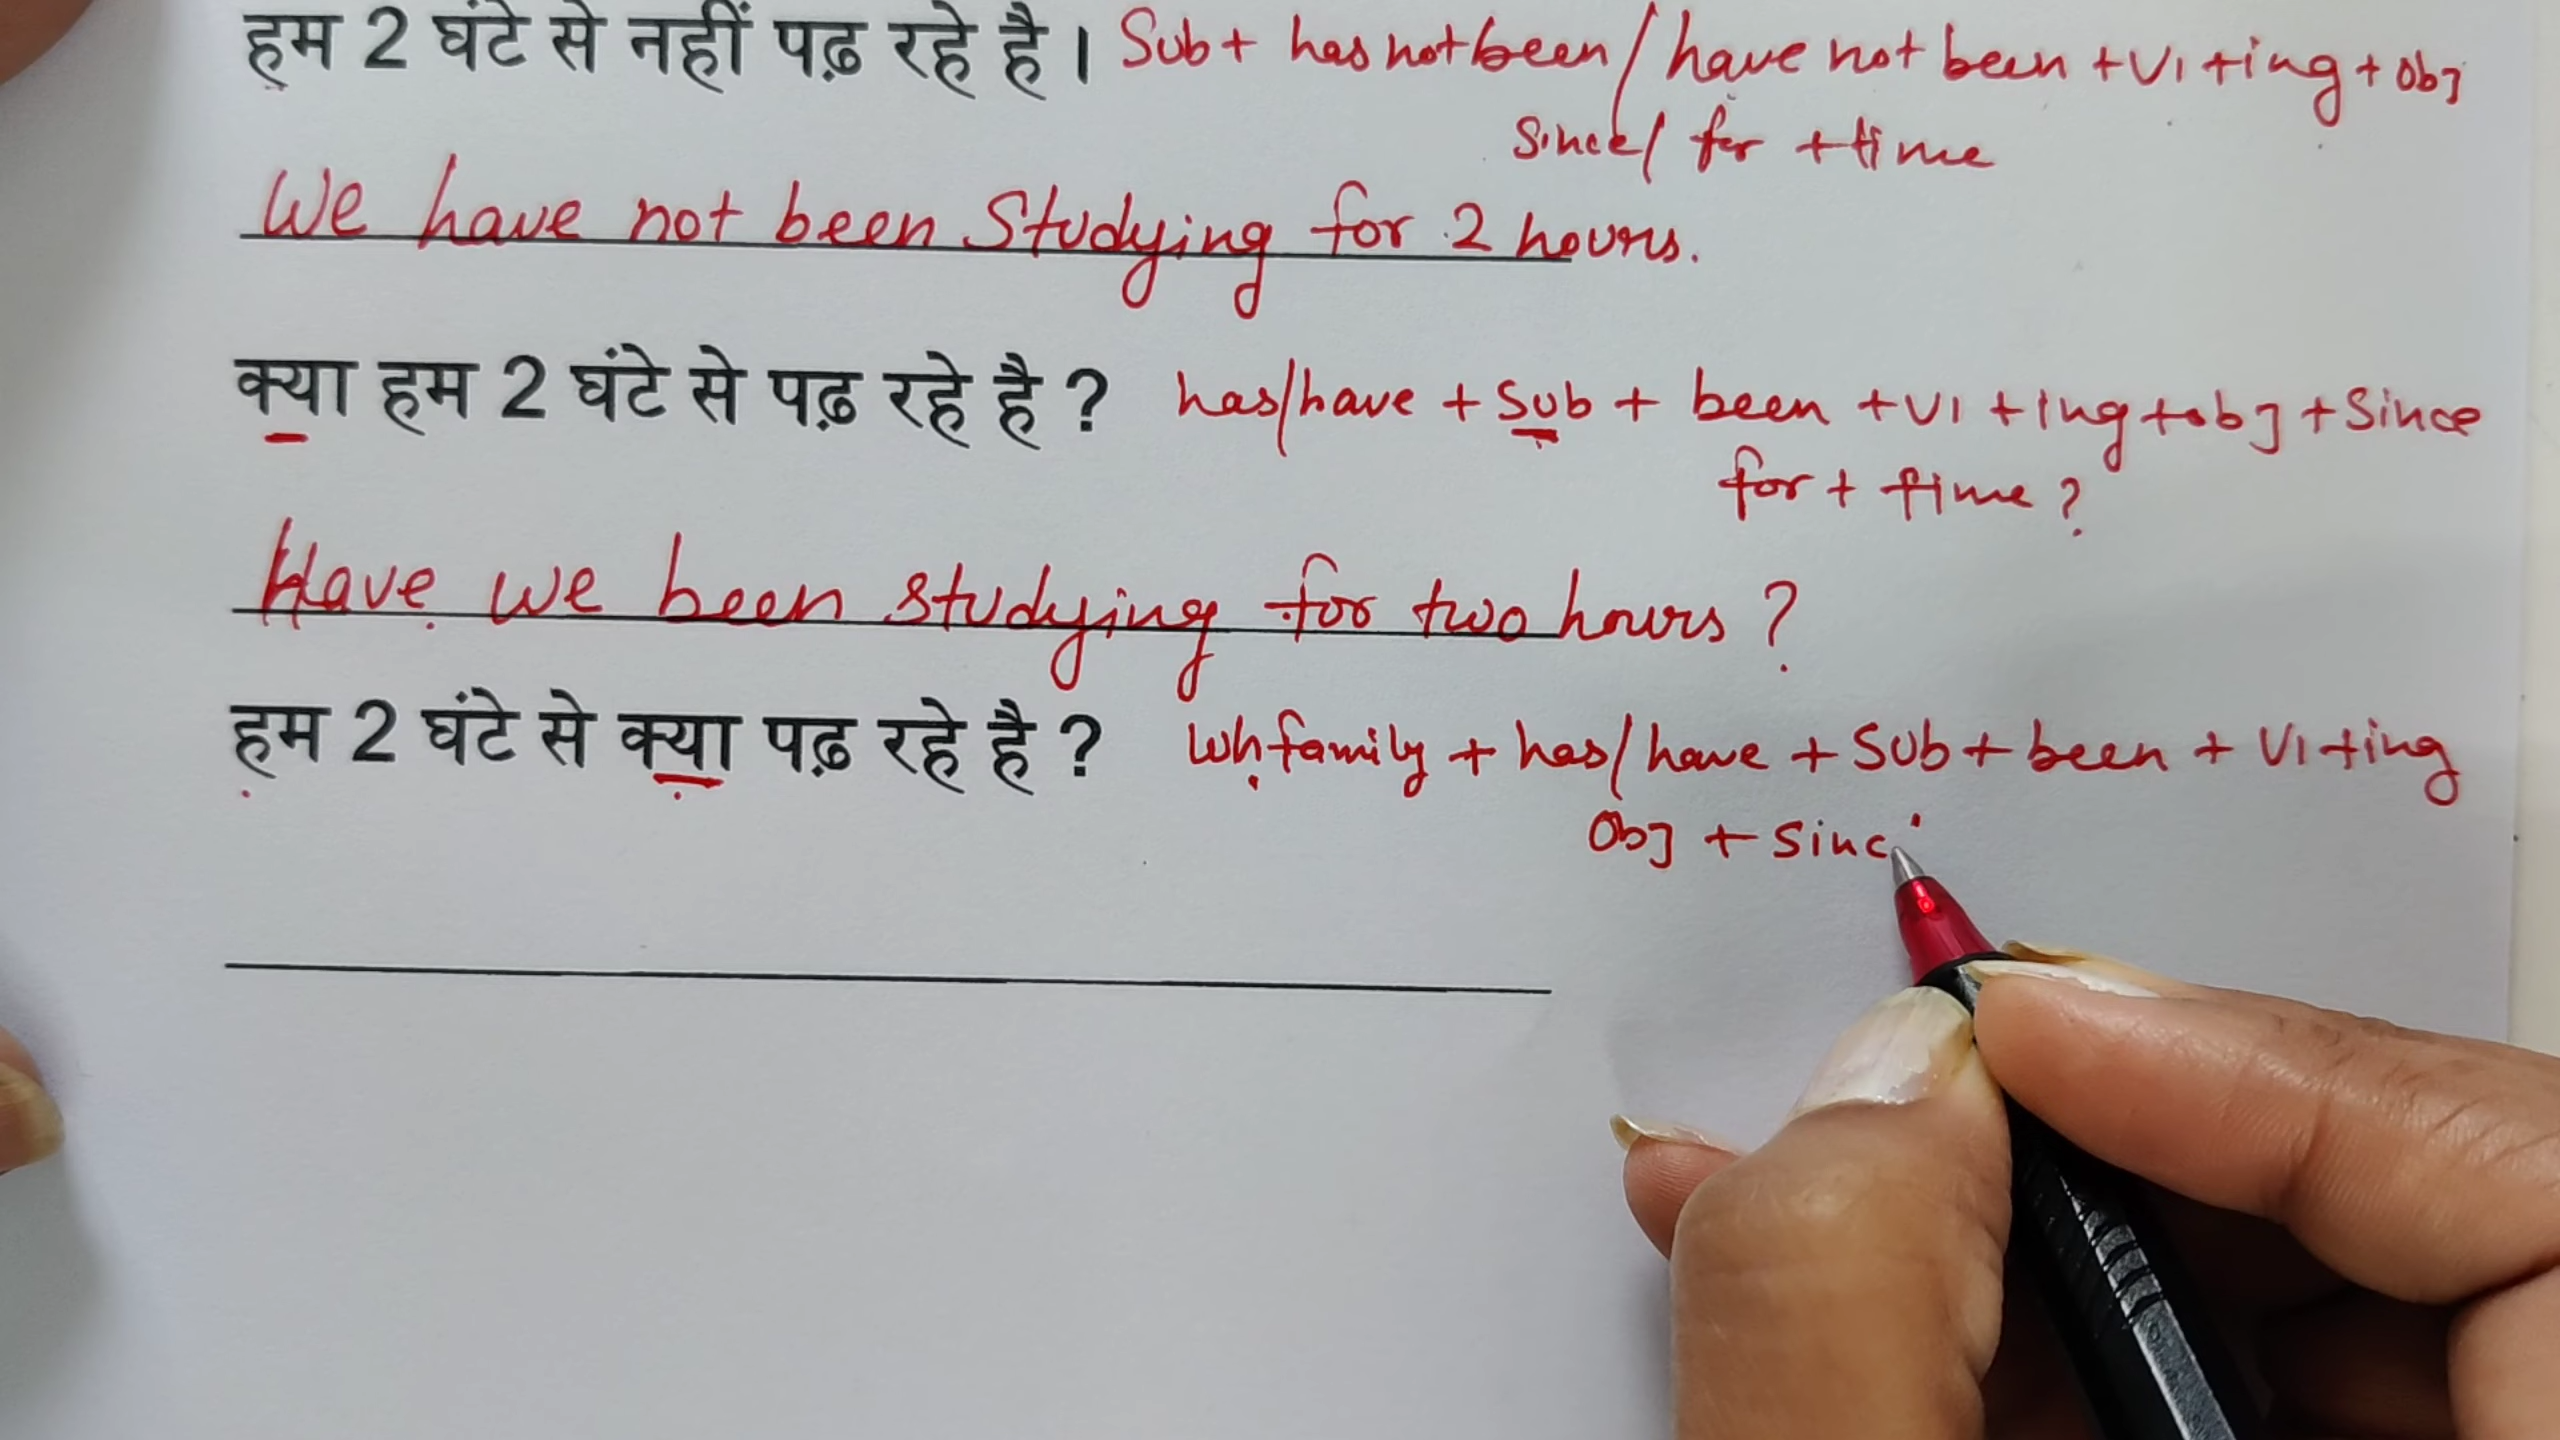 हम 2 घंटे से नहीं पढ़ रहे है । Sub + has not been / have not been + V1 + ing + obj
Since / for + time
We have not been Studying for 2 hours.
क्या हम 2 घंटे से पढ़ रहे है ? has/have + Sub + been + V1 + ing + obj + Since
for + time ?
Have we been studying for two hours ?
हम 2 घंटे से क्या पढ़ रहे है ? Wh family + has/have + Sub + been + V1 + ing
Obj + Sinc